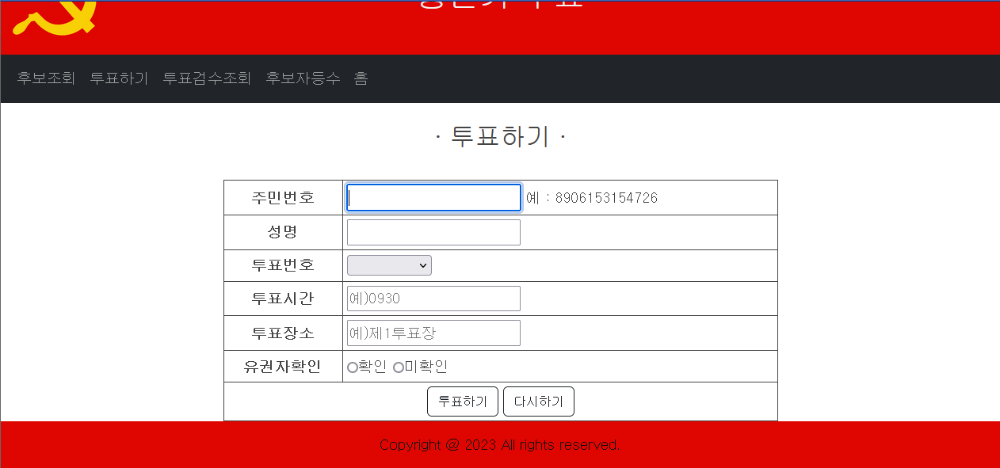 후보조회 투표하기 투표검수조회 후보자등수 홈
· 투표하기 ·
주민번호 예 : 8906153154726
성명
투표번호
투표시간 예)0930
투표장소 예)제1투표장
유권자확인 확인 미확인
투표하기 다시하기
Copyright @ 2023 All rights reserved.